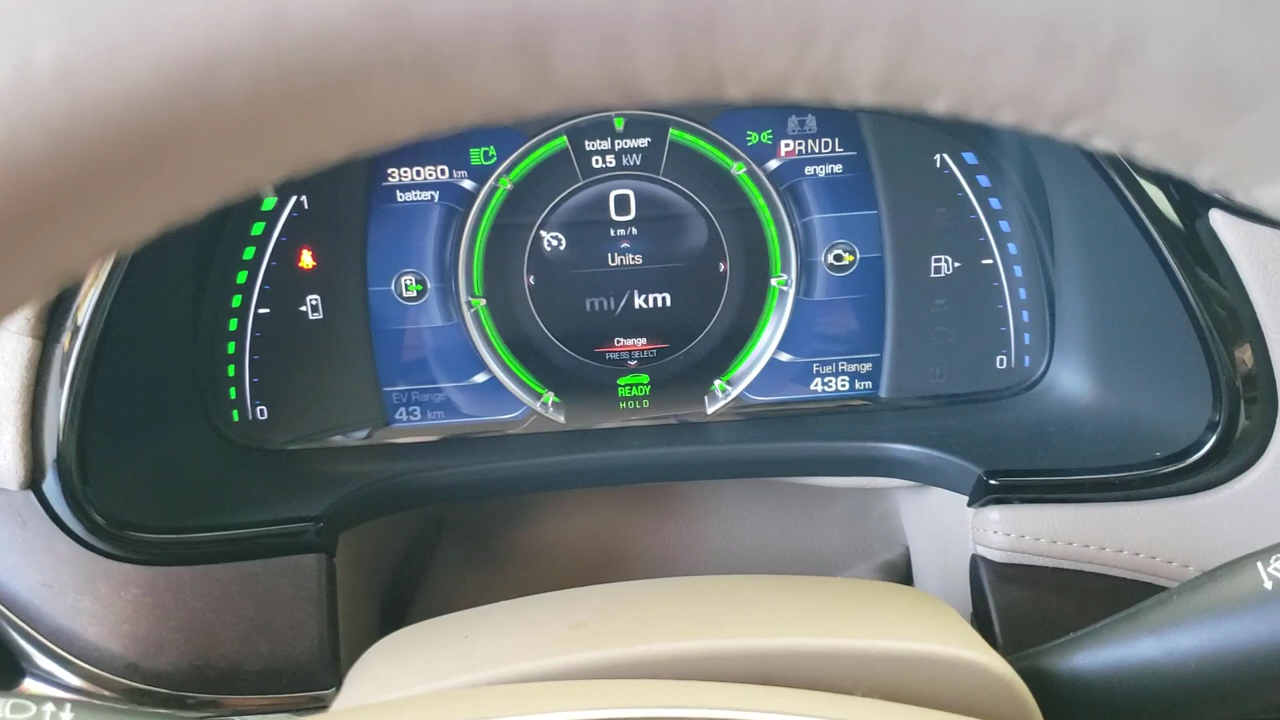 39060 km
battery
1
0
EV Range
43 km
total power
0.5 kW
0
km/h
Units
mi/km
Change
PRESS SELECT
READY
HOLD
A
PRNDL
engine
Fuel Range
436 km
1
0